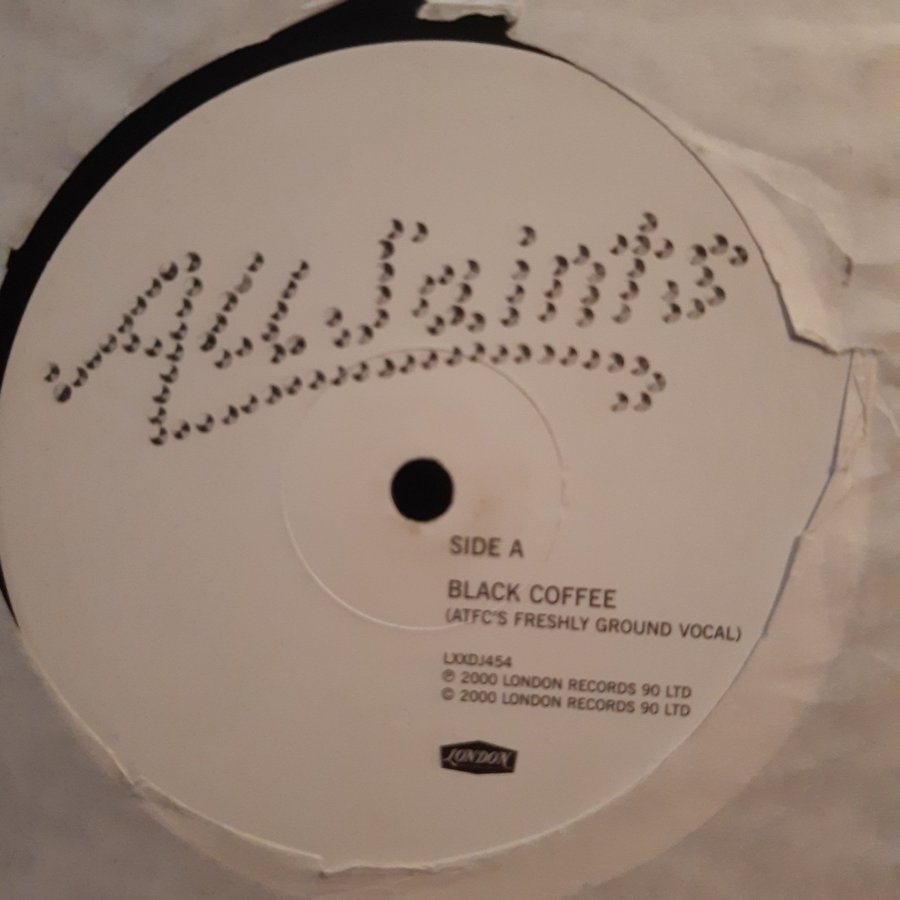 All Saints
SIDE A
BLACK COFFEE
(ATFC'S FRESHLY GROUND VOCAL)
LXXDJ454
℗ 2000 LONDON RECORDS 90 LTD
© 2000 LONDON RECORDS 90 LTD
LONDON